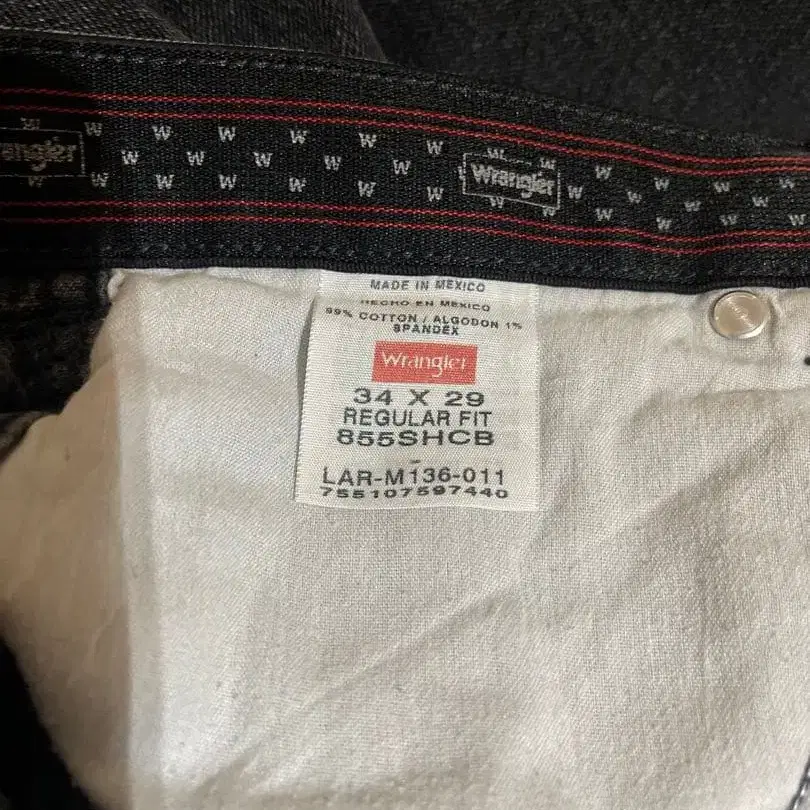 Wrangler
Wrangler
MADE IN MEXICO
HECHO EN MEXICO
99% COTTON / ALGODON 1%
SPANDEX
Wrangler
34 X 29
REGULAR FIT
855SHCB
LAR-M136-011
755107597440